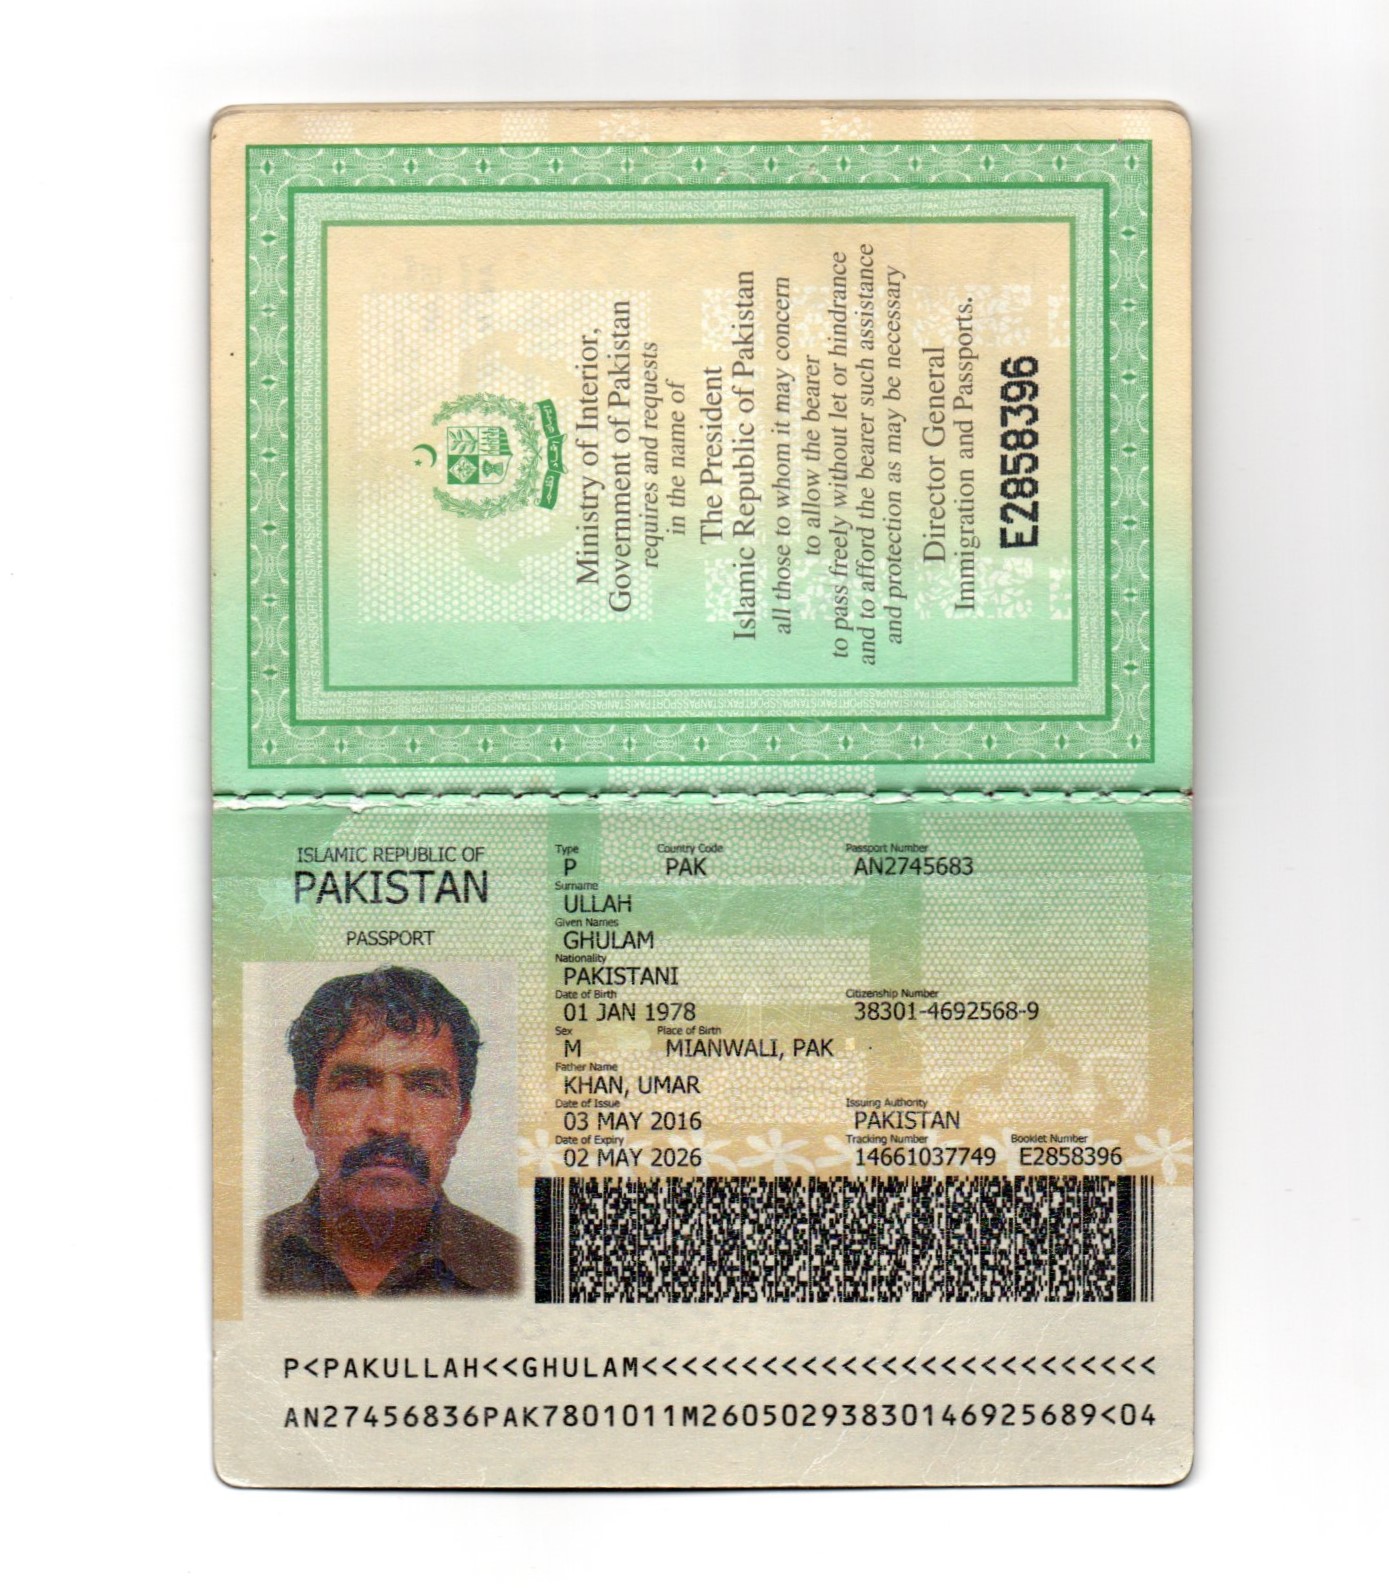 Ministry of Interior,
Government of Pakistan
requires and requests
in the name of
The President
Islamic Republic of Pakistan
all those to whom it may concern
to allow the bearer
to pass freely without let or hindrance
and to afford the bearer such assistance
and protection as may be necessary
Director General
Immigration and Passports.
E2858396
ISLAMIC REPUBLIC OF
PAKISTAN
PASSPORT
Type Country Code Passport Number
P PAK AN2745683
Surname
ULLAH
Given Names
GHULAM
Nationality
PAKISTANI
Date of Birth Citizenship Number
01 JAN 1978 38301-4692568-9
Sex Place of Birth
M MIANWALI, PAK
Father Name
KHAN, UMAR
Date of Issue Issuing Authority
03 MAY 2016 PAKISTAN
Date of Expiry Tracking Number Booklet Number
02 MAY 2026 14661037749 E2858396
P<PAKULLAH<<GHULAM<<<<<<<<<<<<<<<<<<<<<<<<<<
AN27456836PAK7801011M26050293830146925689<04